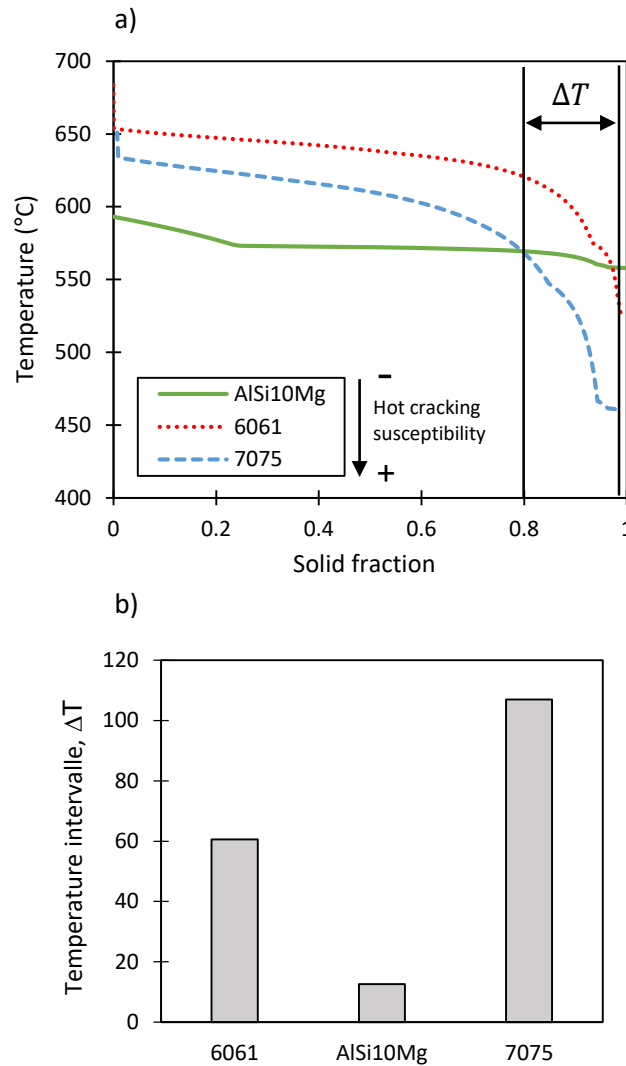 a)
700
650
600
550
500
450
400
Temperature (°C)
ΔT
AlSi10Mg
6061
7075
-
Hot cracking
susceptibility
+
0
0.2
0.4
0.6
0.8
1
Solid fraction
b)
120
100
80
60
40
20
0
Temperature intervalle, ΔT
6061
AlSi10Mg
7075